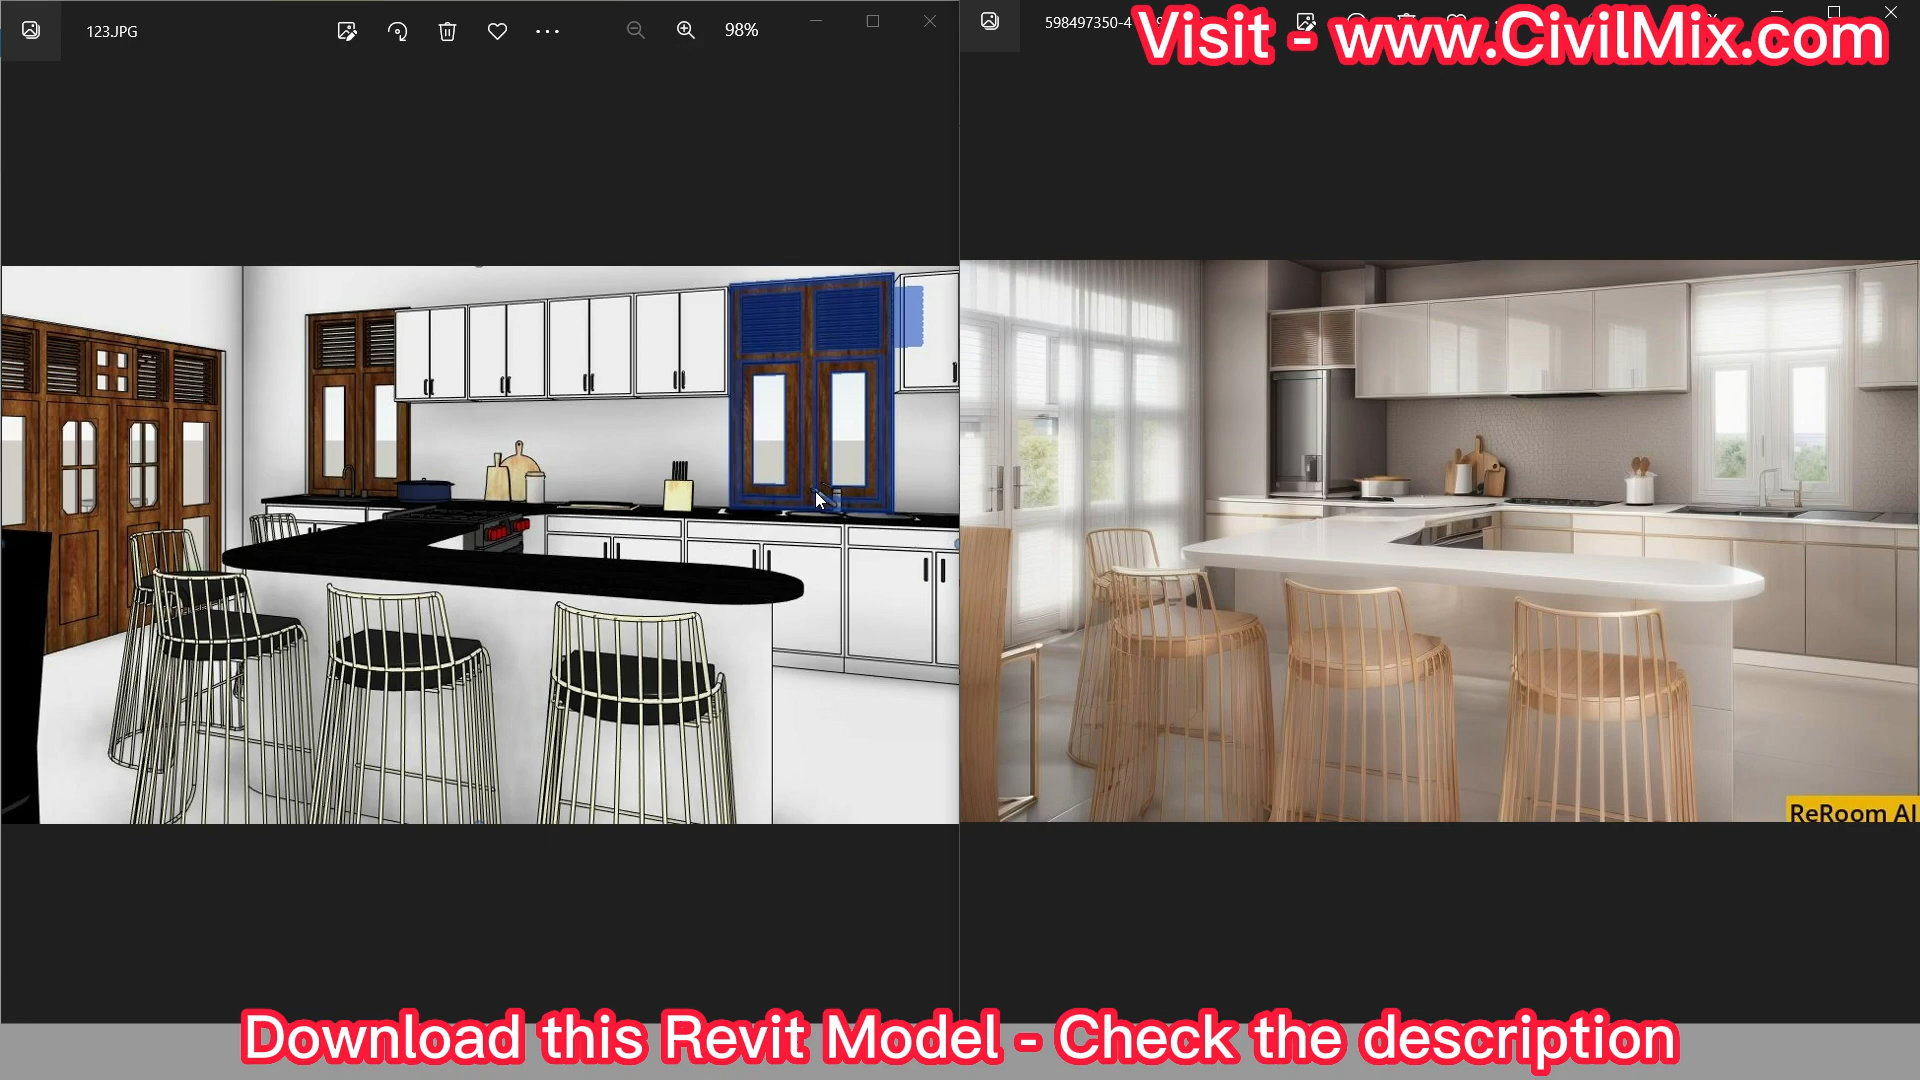 123.JPG
98%
598497350-4
Visit - www.CivilMix.com
ReRoom AI
Download this Revit Model - Check the description